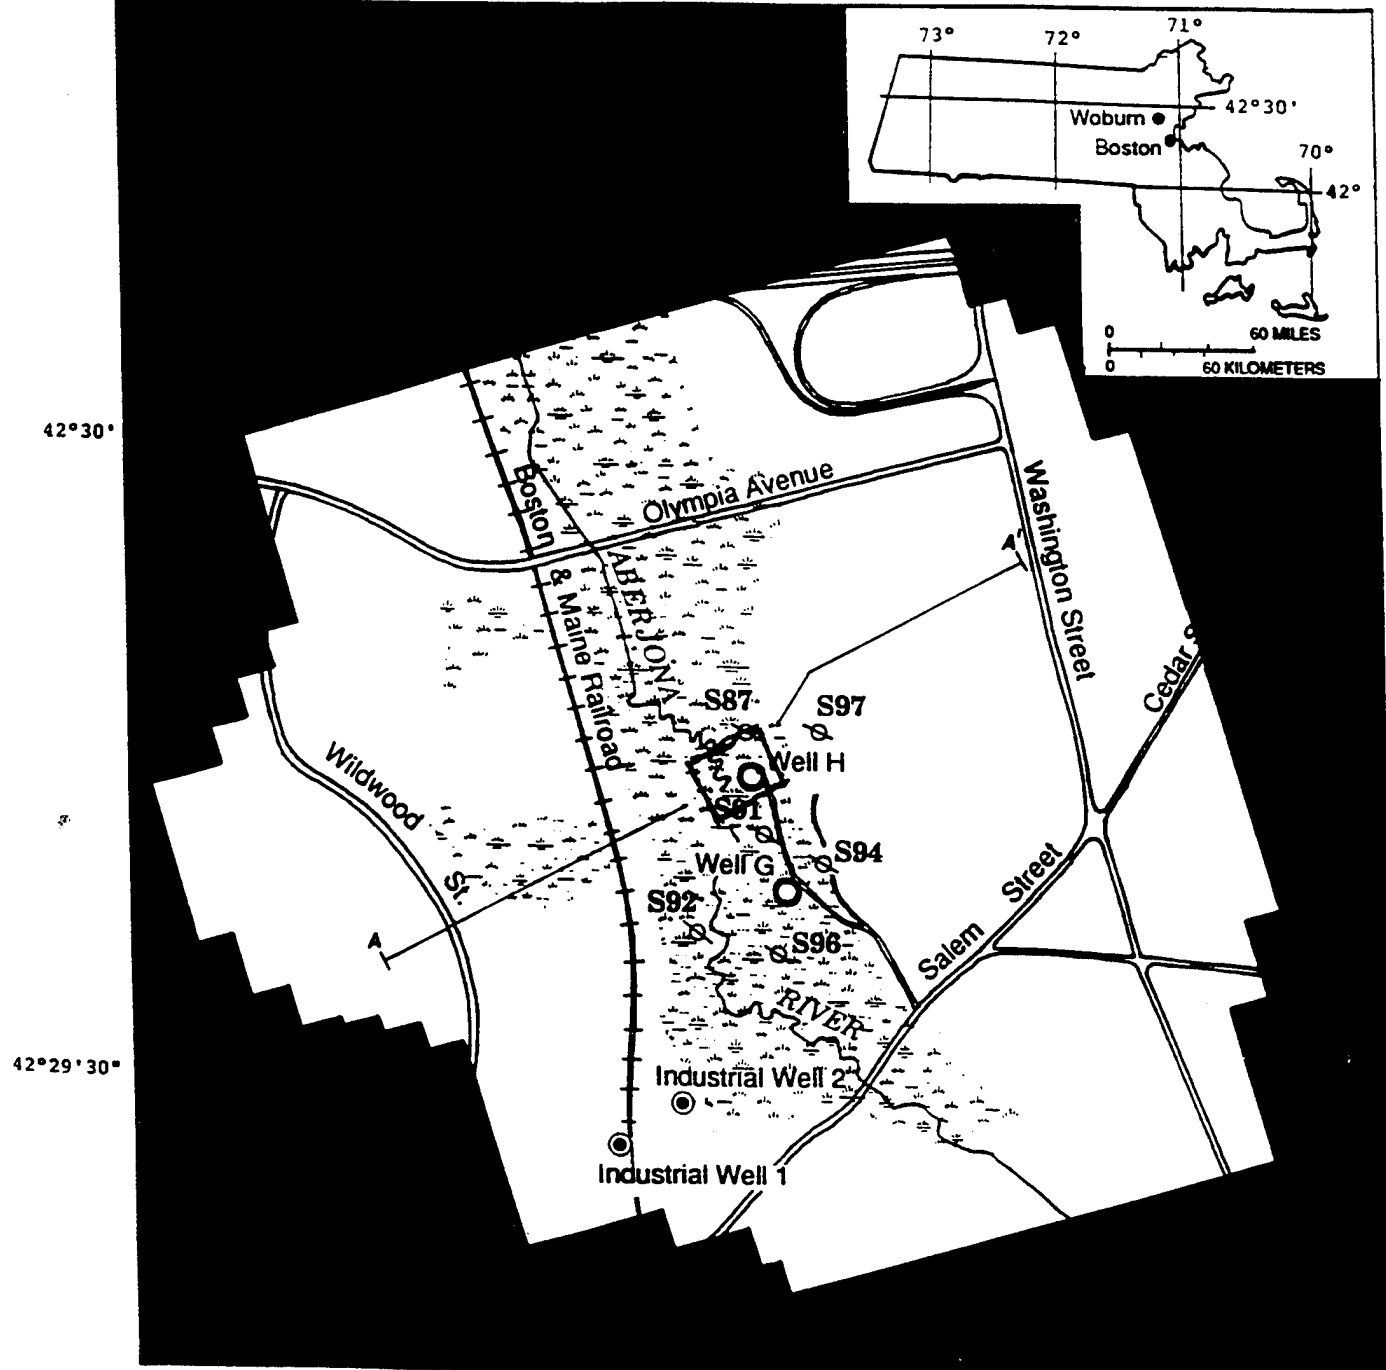 73°
72°
71°
42°30'
Woburn
Boston
70°
42°
0
60 MILES
0
60 KILOMETERS
42°30'
Boston & Maine Railroad
Olympia Avenue
Washington Street
A'
ABERJONA
Cedar
S87
S97
Well H
Wildwood St.
S91
S94
Well G
S92
Salem Street
A
S96
RIVER
42°29'30"
Industrial Well 2
Industrial Well 1